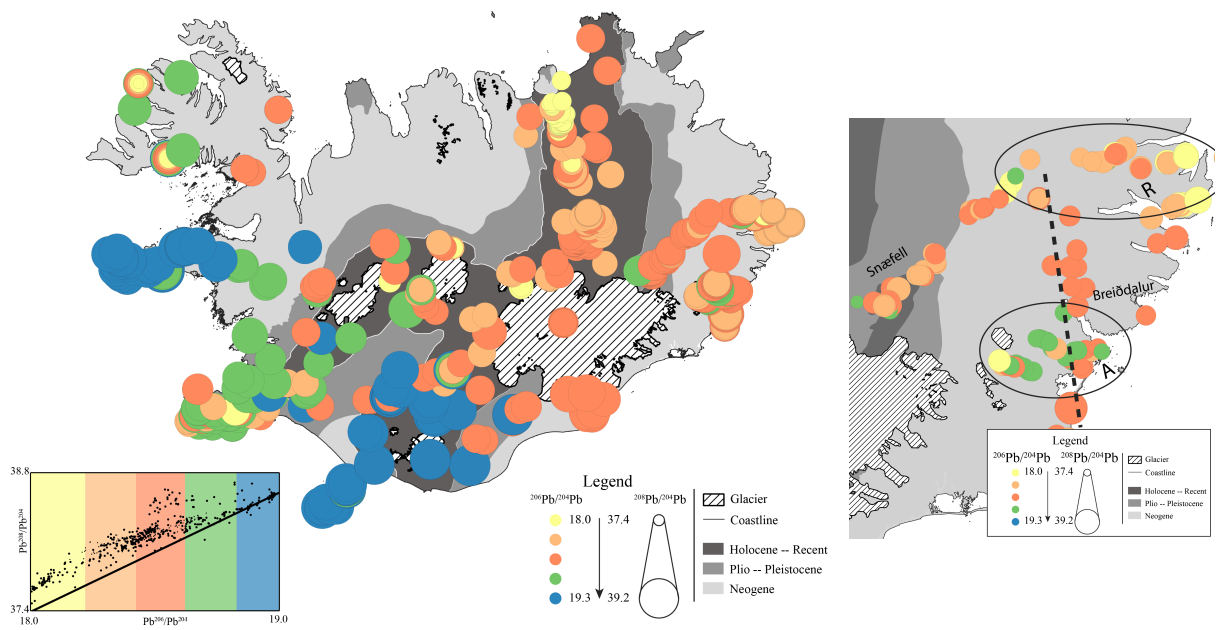 38.8
Pb²⁰⁸/Pb²⁰⁴
37.4
18.0
Pb²⁰⁶/Pb²⁰⁴
19.0
Legend
²⁰⁶Pb/²⁰⁴Pb ²⁰⁸Pb/²⁰⁴Pb
18.0 37.4
19.3 39.2
Glacier
Coastline
Holocene -- Recent
Plio -- Pleistocene
Neogene
R
Snæfell
Breiðdalur
A
Legend
²⁰⁶Pb/²⁰⁴Pb ²⁰⁸Pb/²⁰⁴Pb
18.0 37.4
19.3 39.2
Glacier
Coastline
Holocene -- Recent
Plio -- Pleistocene
Neogene